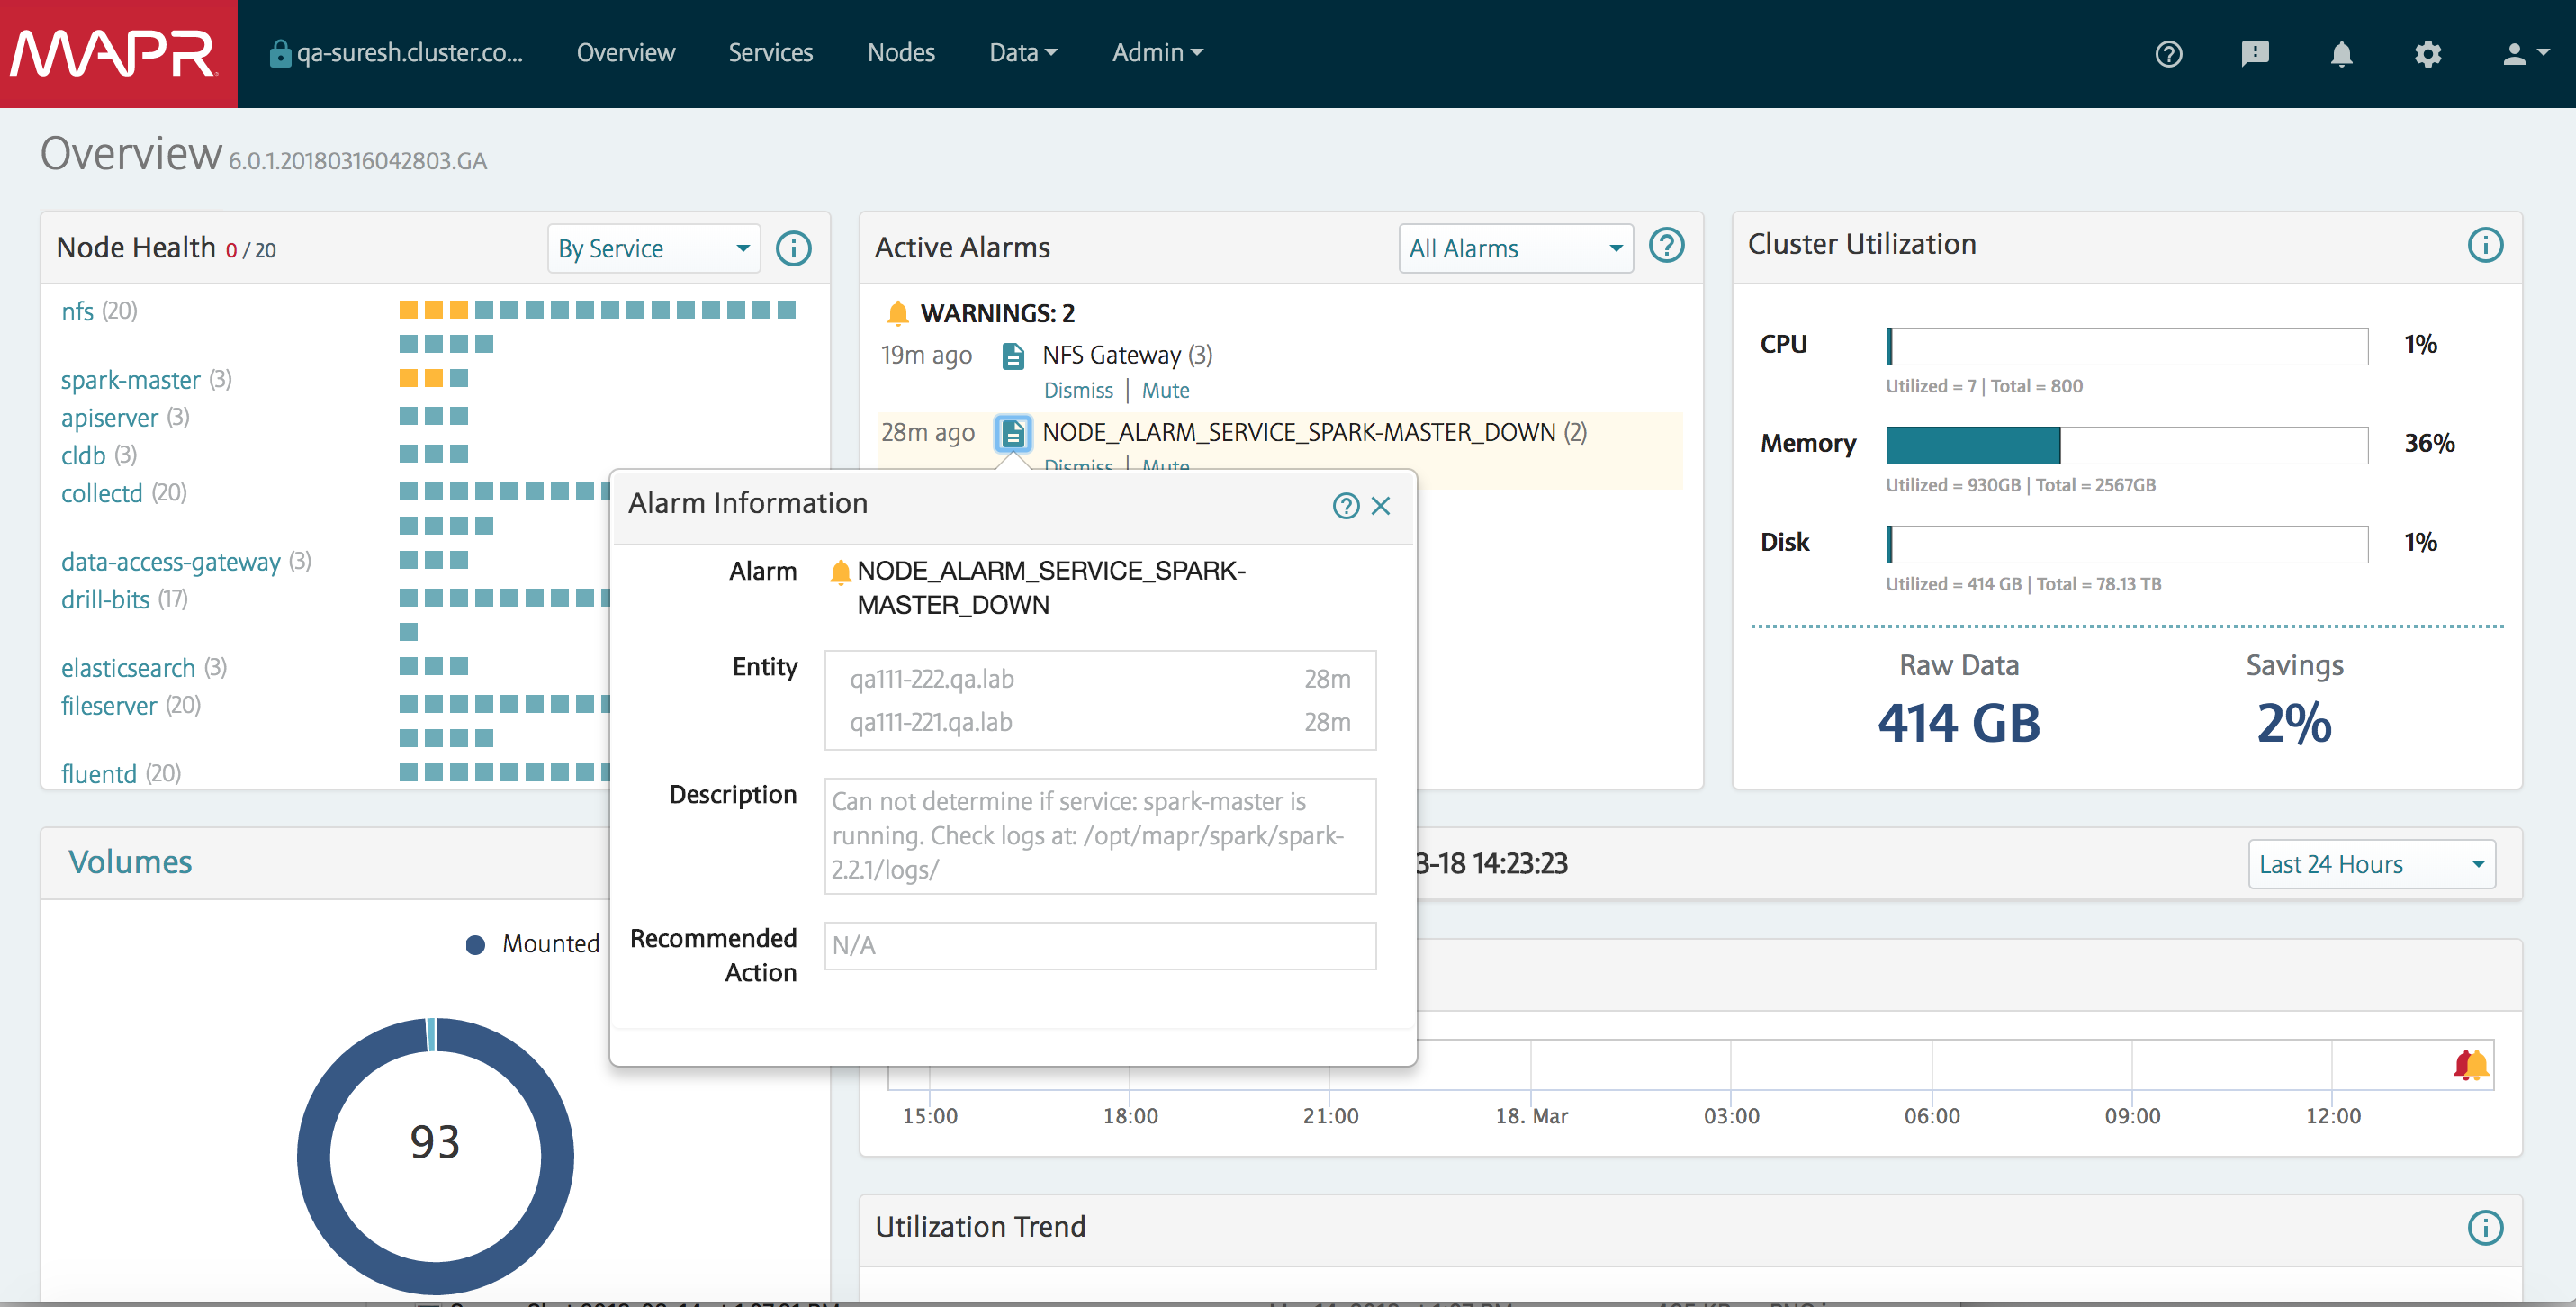 MAPR
qa-suresh.cluster.co...
Overview
Services
Nodes
Data
Admin
Overview 6.0.1.20180316042803.GA
Node Health 0 / 20
By Service
nfs (20)
spark-master (3)
apiserver (3)
cldb (3)
collectd (20)
data-access-gateway (3)
drill-bits (17)
elasticsearch (3)
fileserver (20)
fluentd (20)
Active Alarms
All Alarms
WARNINGS: 2
19m ago NFS Gateway (3)
Dismiss | Mute
28m ago NODE_ALARM_SERVICE_SPARK-MASTER_DOWN (2)
Dismiss | Mute
Alarm Information
Alarm
NODE_ALARM_SERVICE_SPARK-
MASTER_DOWN
Entity
qa111-222.qa.lab 28m
qa111-221.qa.lab 28m
Description
Can not determine if service: spark-master is
running. Check logs at: /opt/mapr/spark/spark-
2.2.1/logs/
Recommended
Action
N/A
Cluster Utilization
CPU 1%
Utilized = 7 | Total = 800
Memory 36%
Utilized = 930GB | Total = 2567GB
Disk 1%
Utilized = 414 GB | Total = 78.13 TB
Raw Data
414 GB
Savings
2%
Volumes
Mounted
93
3-18 14:23:23
Last 24 Hours
15:00 18:00 21:00 18. Mar 03:00 06:00 09:00 12:00
Utilization Trend